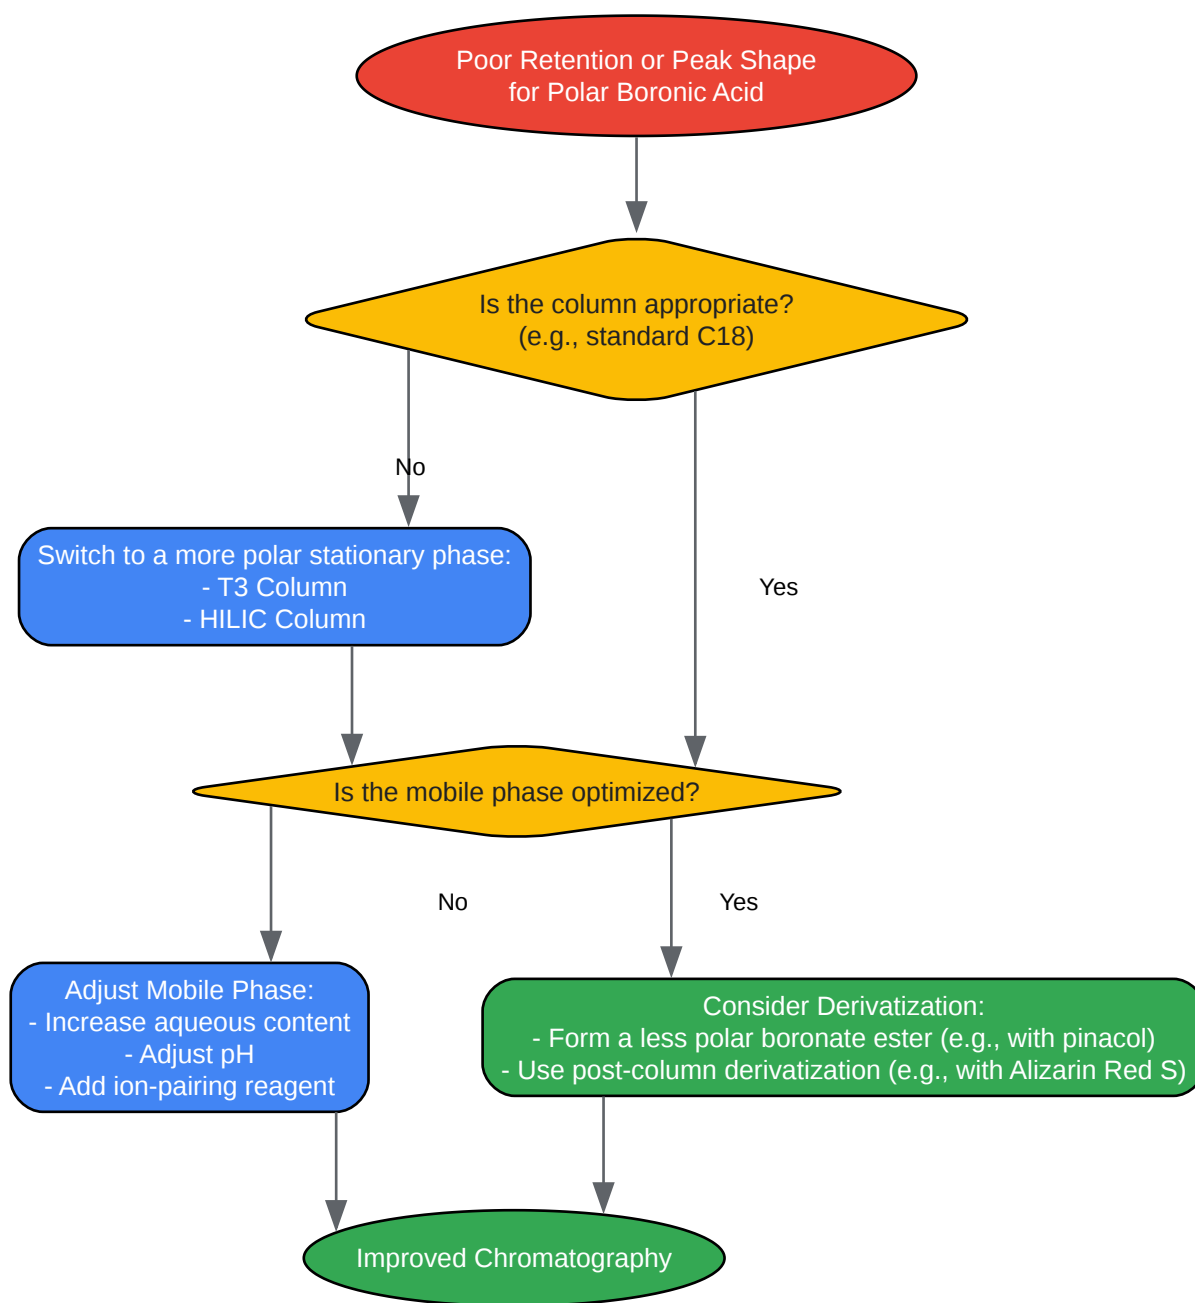 Poor Retention or Peak Shape
for Polar Boronic Acid
Is the column appropriate?
(e.g., standard C18)
No
Switch to a more polar stationary phase:
- T3 Column
- HILIC Column
Yes
Is the mobile phase optimized?
No
Yes
Adjust Mobile Phase:
- Increase aqueous content
- Adjust pH
- Add ion-pairing reagent
Consider Derivatization:
- Form a less polar boronate ester (e.g., with pinacol)
- Use post-column derivatization (e.g., with Alizarin Red S)
Improved Chromatography